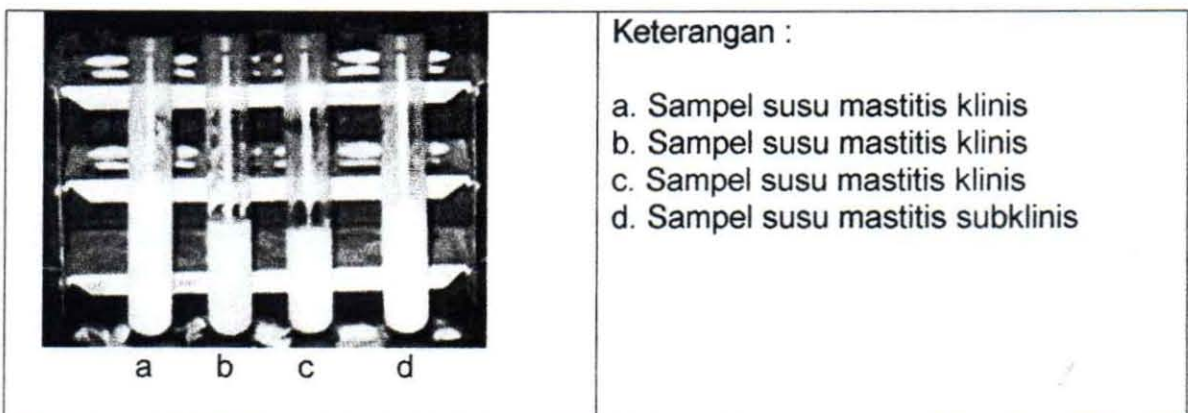 Keterangan :
a. Sampel susu mastitis klinis
b. Sampel susu mastitis klinis
c. Sampel susu mastitis klinis
d. Sampel susu mastitis subklinis
a b c d